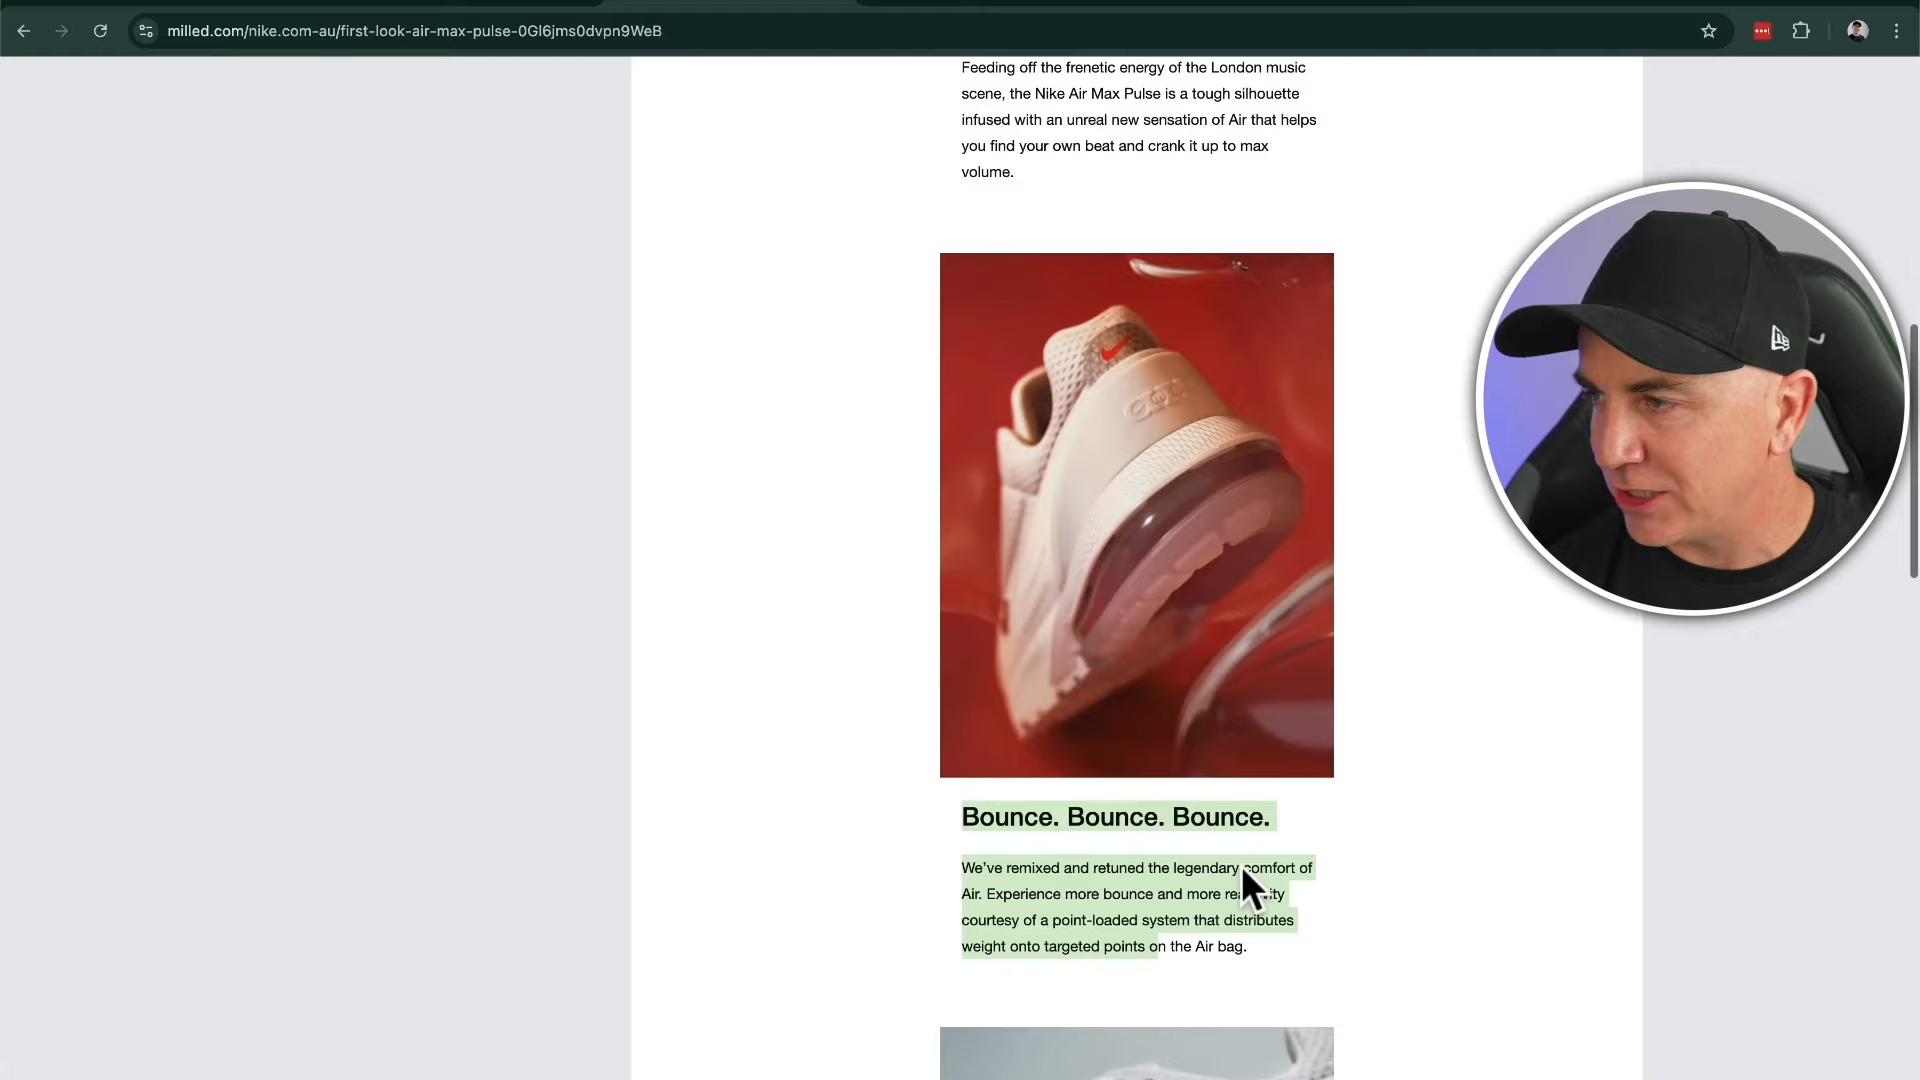 milled.com/nike.com-au/first-look-air-max-pulse-0Gl6jms0dvpn9WeB
Feeding off the frenetic energy of the London music
scene, the Nike Air Max Pulse is a tough silhouette
infused with an unreal new sensation of Air that helps
you find your own beat and crank it up to max
volume.
Bounce. Bounce. Bounce.
We've remixed and retuned the legendary comfort of
Air. Experience more bounce and more
courtesy of a point-loaded system that distributes
weight onto targeted points on the Air bag.